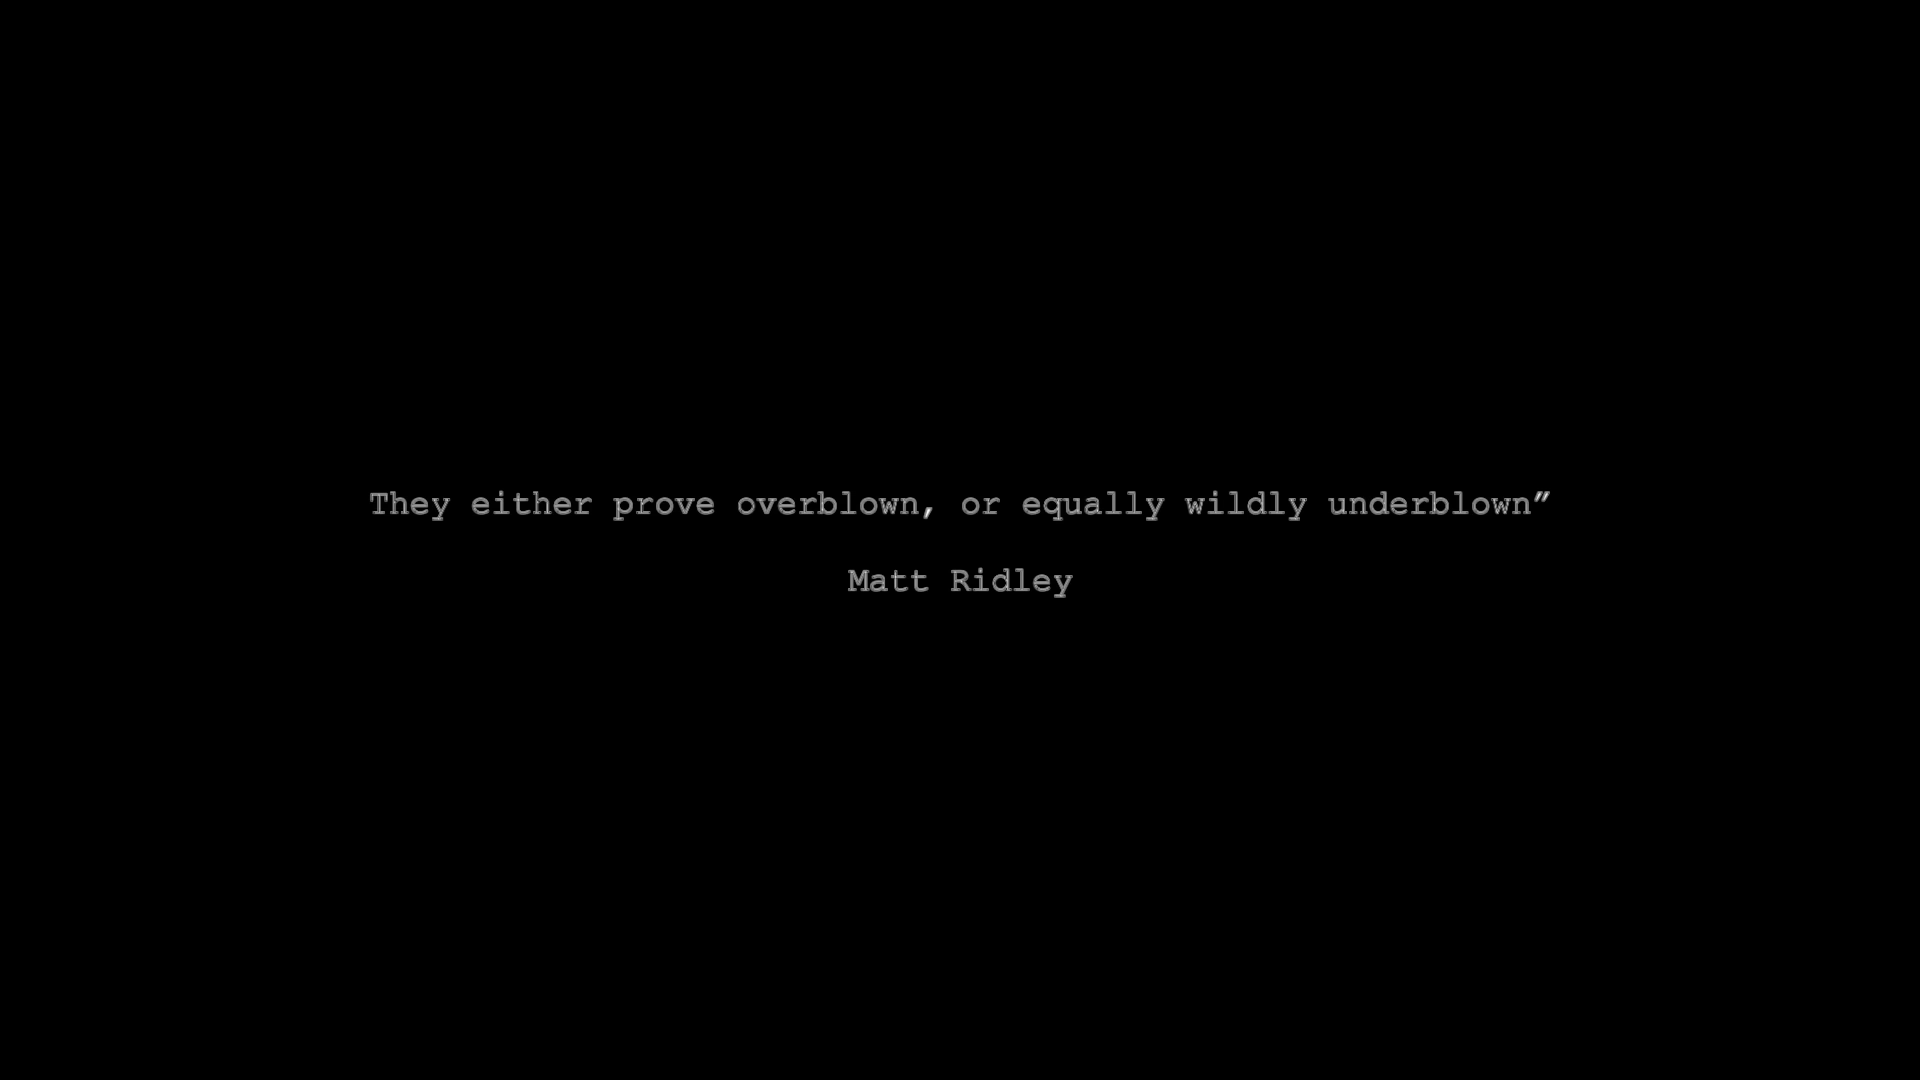 They either prove overblown, or equally wildly underblown”
Matt Ridley